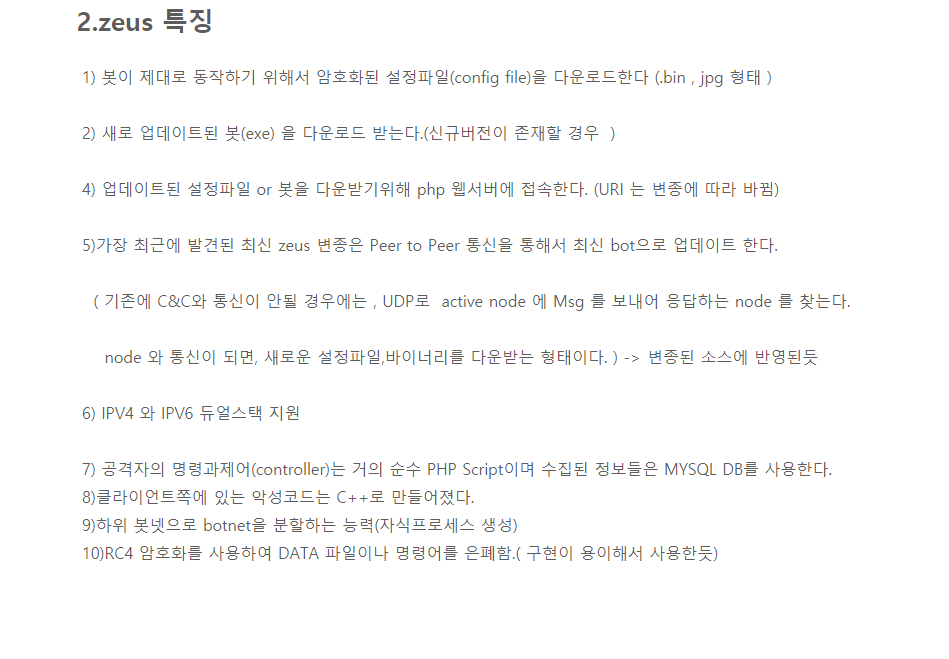 2.zeus 특징
1) 봇이 제대로 동작하기 위해서 암호화된 설정파일(config file)을 다운로드한다 (.bin , jpg 형태 )
2) 새로 업데이트된 봇(exe) 을 다운로드 받는다.(신규버전이 존재할 경우  )
4) 업데이트된 설정파일 or 봇을 다운받기위해 php 웹서버에 접속한다. (URI 는 변종에 따라 바뀜)
5)가장 최근에 발견된 최신 zeus 변종은 Peer to Peer 통신을 통해서 최신 bot으로 업데이트 한다.
( 기존에 C&C와 통신이 안될 경우에는 , UDP로  active node 에 Msg 를 보내어 응답하는 node 를 찾는다.
node 와 통신이 되면, 새로운 설정파일,바이너리를 다운받는 형태이다. ) -> 변종된 소스에 반영된듯
6) IPV4 와 IPV6 듀얼스택 지원
7) 공격자의 명령과제어(controller)는 거의 순수 PHP Script이며 수집된 정보들은 MYSQL DB를 사용한다.
8)클라이언트쪽에 있는 악성코드는 C++로 만들어졌다.
9)하위 봇넷으로 botnet을 분할하는 능력(자식프로세스 생성)
10)RC4 암호화를 사용하여 DATA 파일이나 명령어를 은폐함.( 구현이 용이해서 사용한듯)